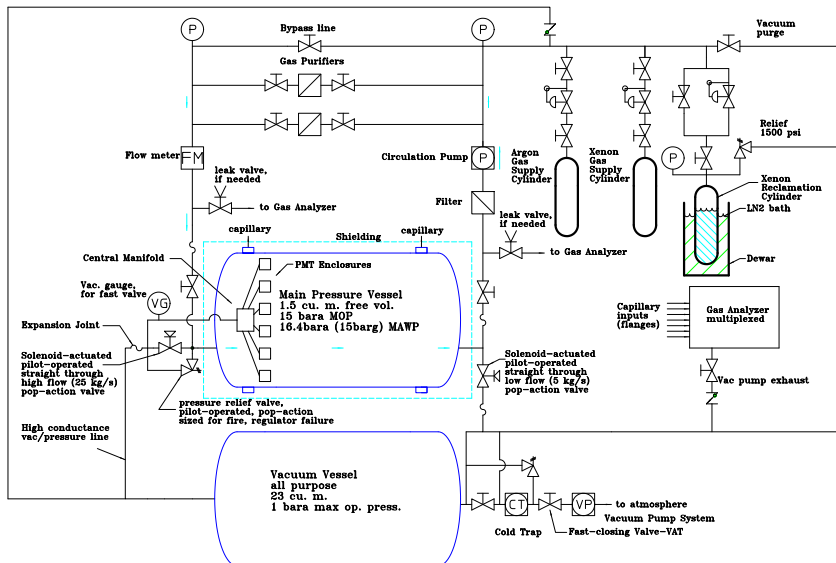 Bypass line
P
P
Vacuum
purge
Gas Purifiers
Relief
1500 psi
Flow meter
FM
Circulation Pump
P
Argon
Gas
Supply
Cylinder
Xenon
Gas
Supply
Cylinder
P
Xenon
Reclamation
Cylinder
LN2 bath
leak valve,
if needed
Filter
to Gas Analyzer
leak valve,
if needed
capillary
capillary
Shielding
to Gas Analyzer
Dewar
Central Manifold
PMT Enclosures
Vac. gauge,
for fast valve
VG
Main Pressure Vessel
1.5 cu. m. free vol.
15 bara MOP
16.4bara (15barg) MAWP
Capillary
inputs
(flanges)
Gas Analyzer
multiplexed
Expansion Joint
Solenoid-actuated
pilot-operated
straight through
high flow (25 kg/s)
pop-action valve
Solenoid-actuated
pilot-operated
straight through
low flow (5 kg/s)
pop-action valve
Vac pump exhaust
pressure relief valve,
pilot-operated, pop-action
sized for fire, regulator failure
High conductance
vac/pressure line
Vacuum Vessel
all purpose
23 cu. m.
1 bara max op. press.
CT
VP
to atmosphere
Vacuum Pump System
Cold Trap
Fast-closing Valve-VAT